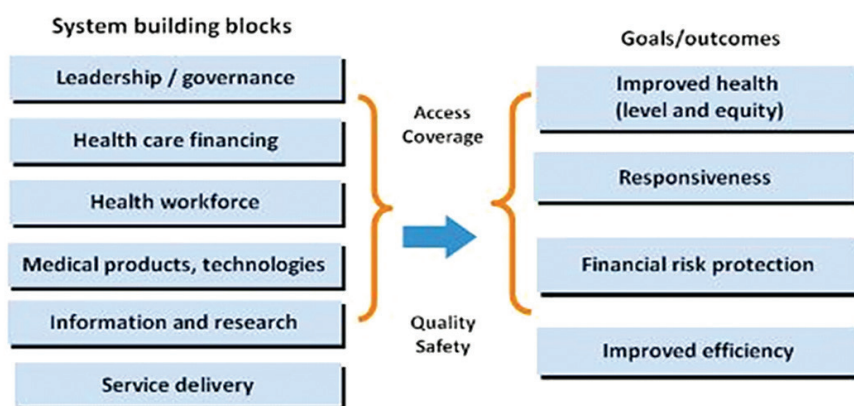 System building blocks
Leadership / governance
Health care financing
Health workforce
Medical products, technologies
Information and research
Service delivery
Access
Coverage
Quality
Safety
Goals/outcomes
Improved health
(level and equity)
Responsiveness
Financial risk protection
Improved efficiency